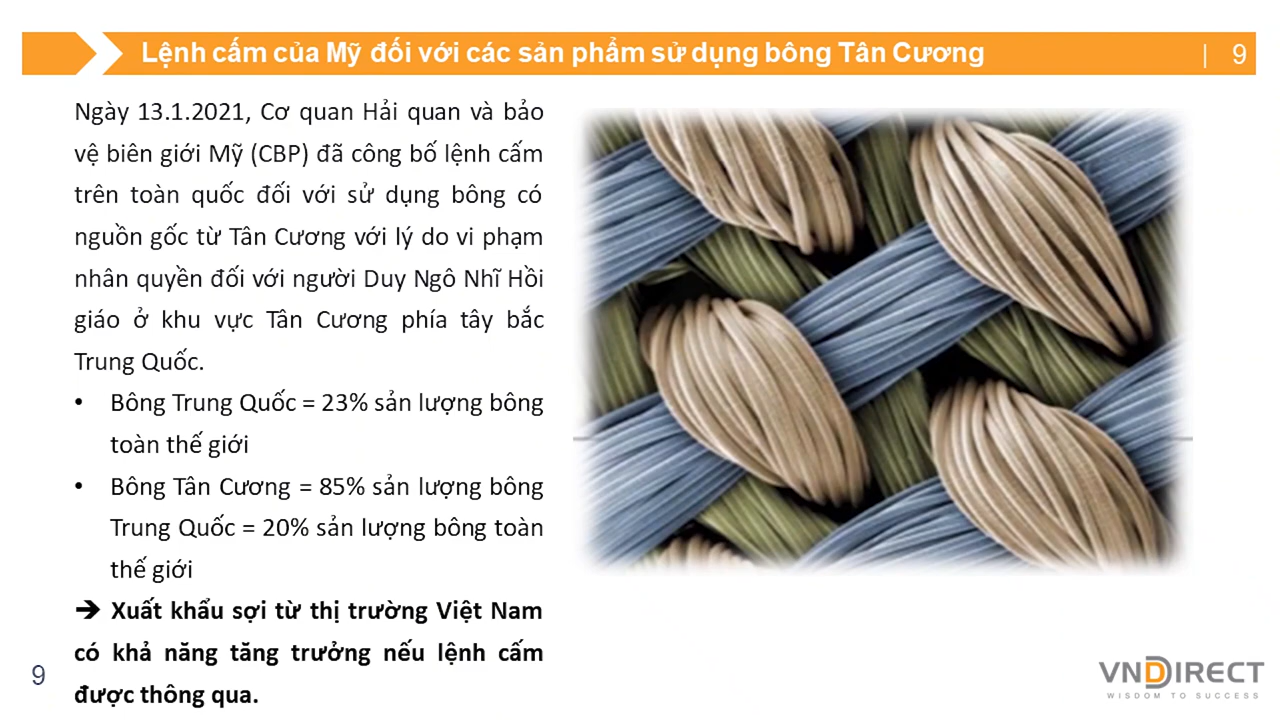 Lệnh cấm của Mỹ đối với các sản phẩm sử dụng bông Tân Cương | 9
Ngày 13.1.2021, Cơ quan Hải quan và bảo
vệ biên giới Mỹ (CBP) đã công bố lệnh cấm
trên toàn quốc đối với sử dụng bông có
nguồn gốc từ Tân Cương với lý do vi phạm
nhân quyền đối với người Duy Ngô Nhĩ Hồi
giáo ở khu vực Tân Cương phía tây bắc
Trung Quốc.
• Bông Trung Quốc = 23% sản lượng bông
toàn thế giới
• Bông Tân Cương = 85% sản lượng bông
Trung Quốc = 20% sản lượng bông toàn
thế giới
➔ Xuất khẩu sợi từ thị trường Việt Nam
có khả năng tăng trưởng nếu lệnh cấm
được thông qua.
9
VNDIRECT
WISDOM TO SUCCESS